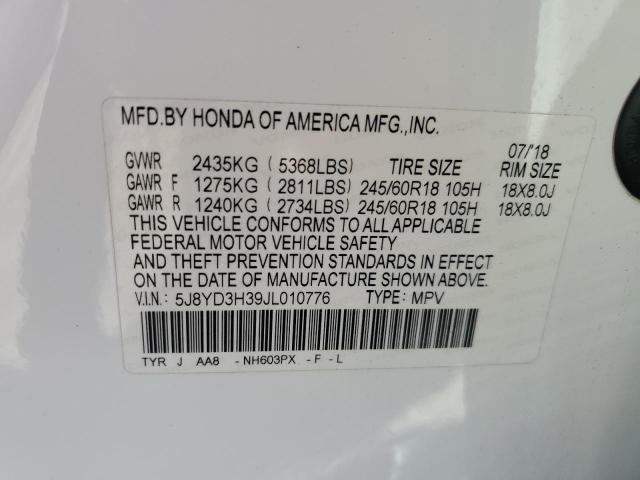 MFD.BY HONDA OF AMERICA MFG.,INC.
07/'18
GVWR 2435KG (5368LBS) TIRE SIZE RIM SIZE
GAWR F 1275KG (2811LBS) 245/60R18 105H 18X8.0J
GAWR R 1240KG (2734LBS) 245/60R18 105H 18X8.0J
THIS VEHICLE CONFORMS TO ALL APPLICABLE
FEDERAL MOTOR VEHICLE SAFETY
AND THEFT PREVENTION STANDARDS IN EFFECT
ON THE DATE OF MANUFACTURE SHOWN ABOVE.
V.I.N: 5J8YD3H39JL010776 TYPE: MPV
TYR J AA8 -NH603PX -F -L